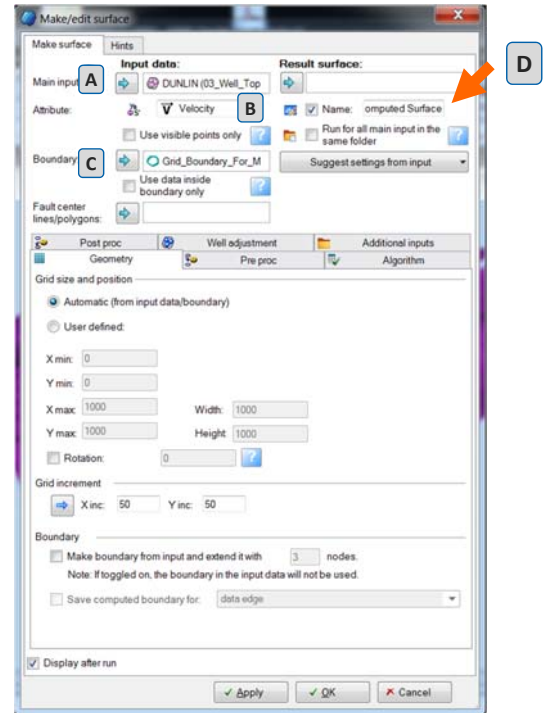 Make/edit surface
Make surface Hints
Input data: Result surface:
Main input A DUNLIN (03_Well_Top
D
Attribute: Velocity B Name: omputed Surface
Use visible points only ? Run for all main input in the same folder ?
Boundary C Grid_Boundary_For_M Suggest settings from input
Use data inside boundary only ?
Fault center lines/polygons:
Post proc Well adjustment Additional inputs
Geometry Pre proc Algorithm
Grid size and position
Automatic (from input data/boundary)
User defined:
X min: 0
Y min: 0
X max: 1000 Width: 1000
Y max: 1000 Height: 1000
Rotation: 0 ?
Grid increment
X inc: 50 Y inc: 50
Boundary
Make boundary from input and extend it with 3 nodes.
Note: If toggled on, the boundary in the input data will not be used.
Save computed boundary for: data edge
Display after run
Apply OK Cancel